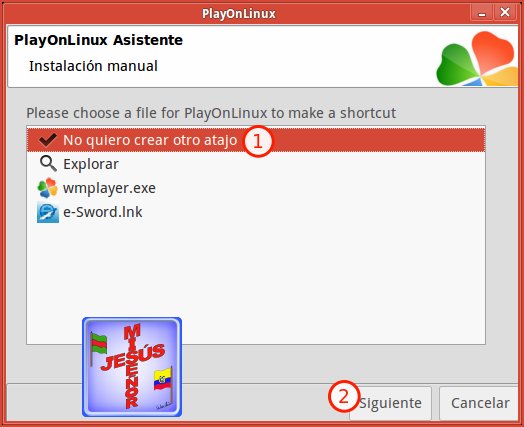 PlayOnLinux
PlayOnLinux Asistente
Instalación manual
Please choose a file for PlayOnLinux to make a shortcut
No quiero crear otro atajo
1
Explorar
wmplayer.exe
e-Sword.lnk
MI SEÑOR
JESÚS
2
Siguiente
Cancelar